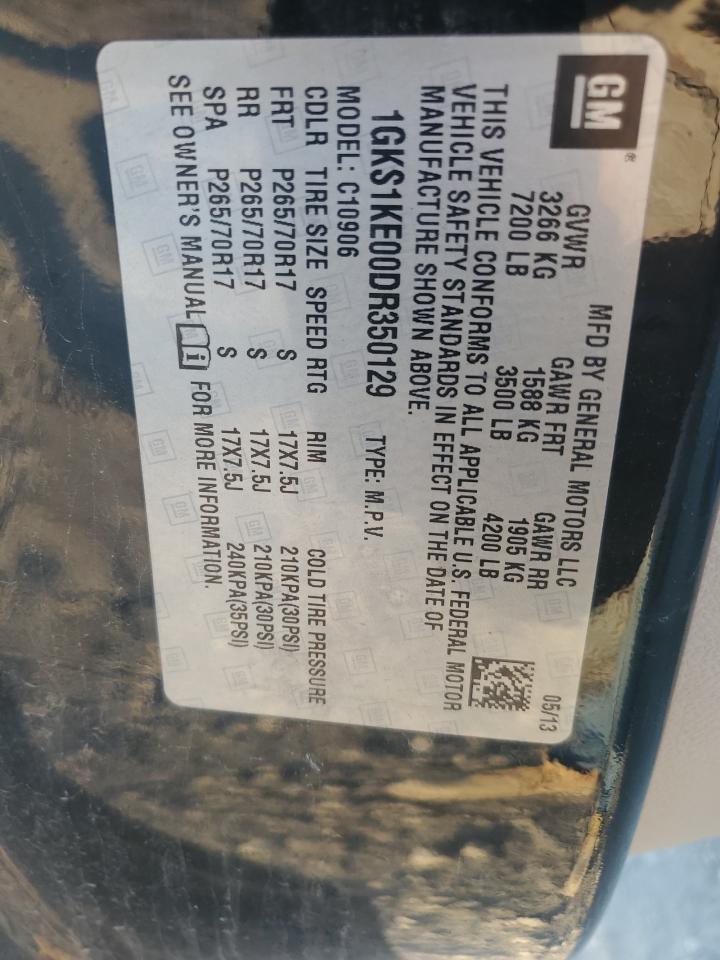 GM®
MFD BY GENERAL MOTORS LLC 05/13
GVWR GAWR FRT GAWR RR
3266 KG 1588 KG 1905 KG
7200 LB 3500 LB 4200 LB
THIS VEHICLE CONFORMS TO ALL APPLICABLE U.S. FEDERAL MOTOR
VEHICLE SAFETY STANDARDS IN EFFECT ON THE DATE OF
MANUFACTURE SHOWN ABOVE.
1GKS1KE00DR350129 TYPE: M.P.V.
MODEL: C10906
CDLR TIRE SIZE SPEED RTG RIM COLD TIRE PRESSURE
FRT P265/70R17 S 17X7.5J 210KPA(30PSI)
RR P265/70R17 S 17X7.5J 210KPA(30PSI)
SPA P265/70R17 S 17X7.5J 240KPA(35PSI)
SEE OWNER'S MANUAL i FOR MORE INFORMATION.